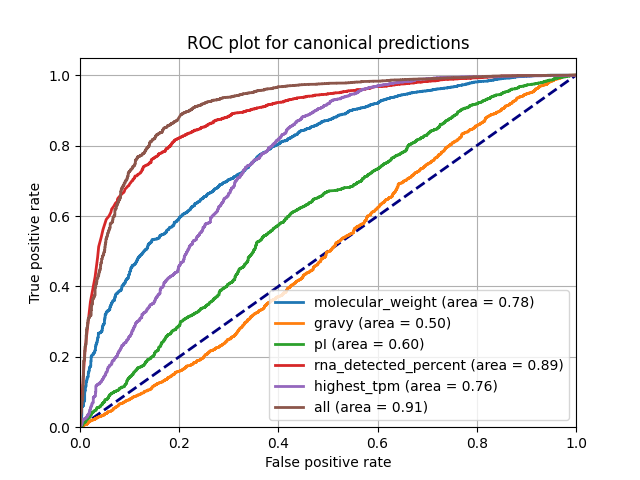 ROC plot for canonical predictions
True positive rate
1.0
0.8
0.6
0.4
0.2
0.0
molecular_weight (area = 0.78)
gravy (area = 0.50)
pI (area = 0.60)
rna_detected_percent (area = 0.89)
highest_tpm (area = 0.76)
all (area = 0.91)
0.0 0.2 0.4 0.6 0.8 1.0
False positive rate